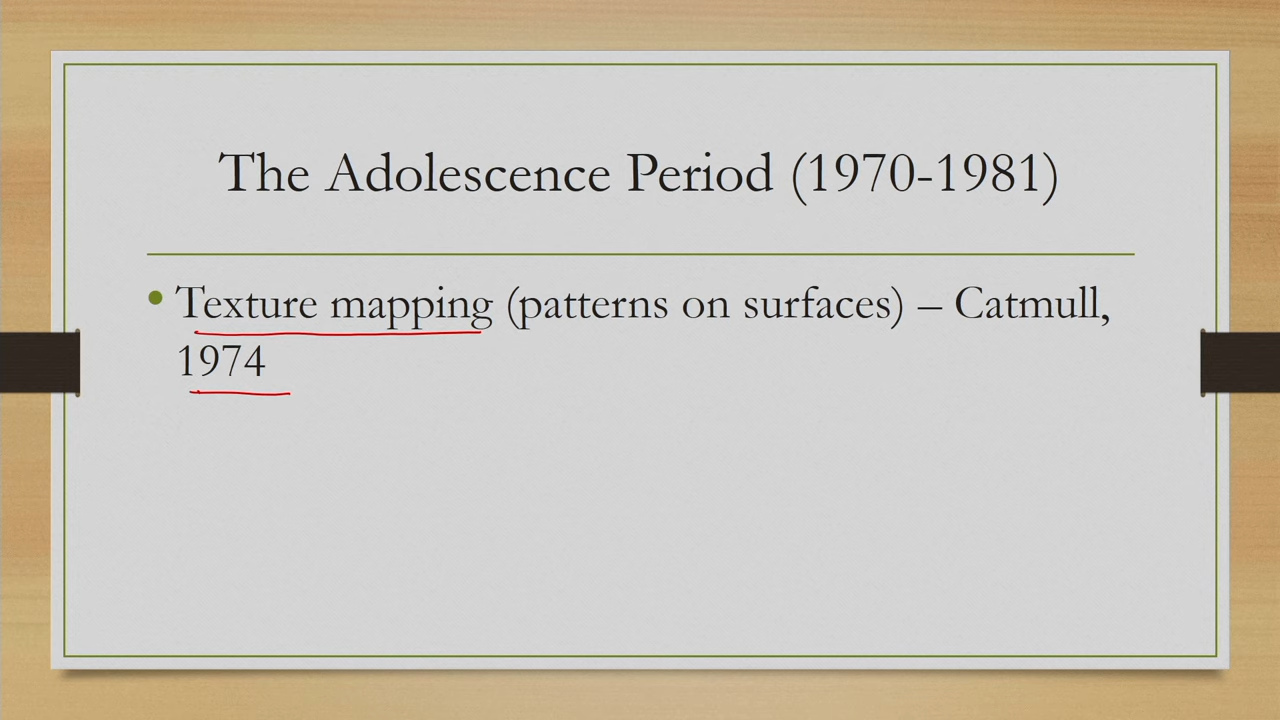 The Adolescence Period (1970-1981)
• Texture mapping (patterns on surfaces) – Catmull,
1974